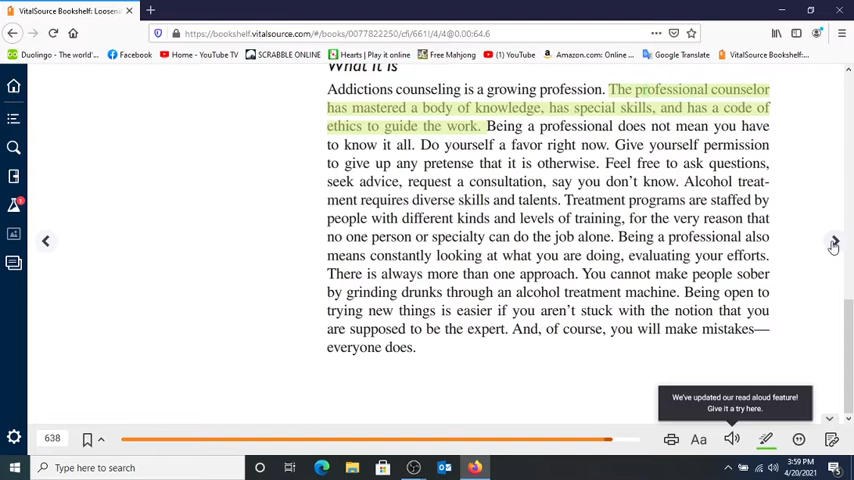 VitalSource Bookshelf: Loosen
https://bookshelf.vitalsource.com/#/books/0077822250/cfi/661!/4/4@0.00:64.6
Duolingo - The world'...
Facebook
Home - YouTube TV
SCRABBLE ONLINE
Hearts | Play it online
Free Mahjong
(1) YouTube
Amazon.com: Online ...
Google Translate
VitalSource Bookshelf:...
What it is
Addictions counseling is a growing profession. The professional counselor
has mastered a body of knowledge, has special skills, and has a code of
ethics to guide the work. Being a professional does not mean you have
to know it all. Do yourself a favor right now. Give yourself permission
to give up any pretense that it is otherwise. Feel free to ask questions,
seek advice, request a consultation, say you don't know. Alcohol treat-
ment requires diverse skills and talents. Treatment programs are staffed by
people with different kinds and levels of training, for the very reason that
no one person or specialty can do the job alone. Being a professional also
means constantly looking at what you are doing, evaluating your efforts.
There is always more than one approach. You cannot make people sober
by grinding drunks through an alcohol treatment machine. Being open to
trying new things is easier if you aren't stuck with the notion that you
are supposed to be the expert. And, of course, you will make mistakes—
everyone does.
We've updated our read aloud feature!
Give it a try here.
638
Aa
Type here to search
3:59 PM
4/20/2021
5